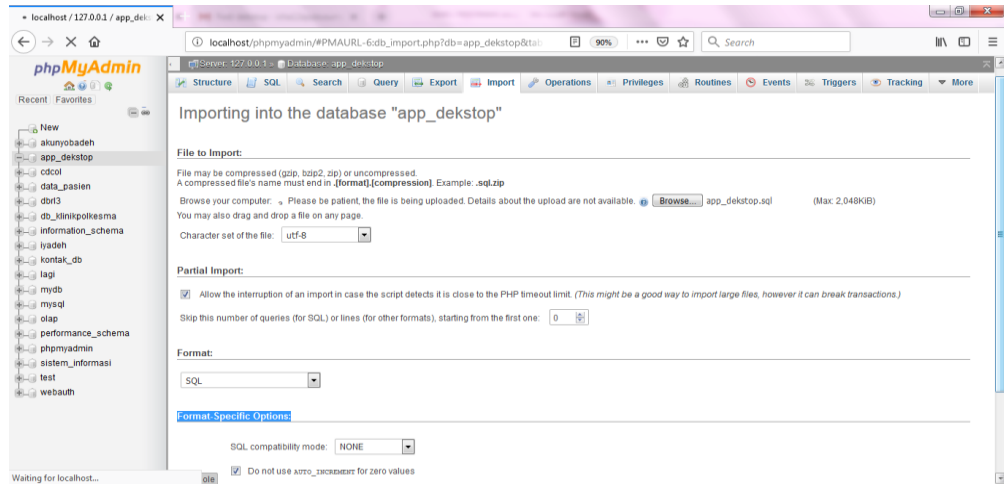 localhost / 127.0.0.1 / app_dek
localhost/phpmyadmin/#PMAURL-6:db_import.php?db=app_dekstop&tab
90%
Search
phpMyAdmin
Recent Favorites
New
akunyobadeh
app_dekstop
cdcol
data_pasien
dbrl3
db_klinikpolkesma
information_schema
iyadeh
kontak_db
lagi
mydb
mysql
olap
performance_schema
phpmyadmin
sistem_informasi
test
webauth
Server: 127.0.0.1 » Database: app_dekstop
Structure SQL Search Query Export Import Operations Privileges Routines Events Triggers Tracking More
Importing into the database "app_dekstop"
File to Import:
File may be compressed (gzip, bzip2, zip) or uncompressed.
A compressed file's name must end in .[format].[compression]. Example: .sql.zip
Browse your computer: Please be patient, the file is being uploaded. Details about the upload are not available. Browse... app_dekstop.sql (Max: 2,048KiB)
You may also drag and drop a file on any page.
Character set of the file: utf-8
Partial Import:
Allow the interruption of an import in case the script detects it is close to the PHP timeout limit. (This might be a good way to import large files, however it can break transactions.)
Skip this number of queries (for SQL) or lines (for other formats), starting from the first one: 0
Format:
SQL
Format-Specific Options:
SQL compatibility mode: NONE
Do not use AUTO_INCREMENT for zero values
Waiting for localhost...
ole